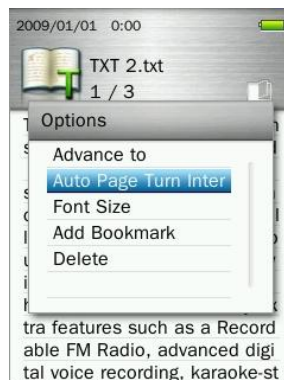 2009/01/01 0:00
TXT 2.txt
1 / 3
Options
Advance to
Auto Page Turn Inter
Font Size
Add Bookmark
Delete
tra features such as a Record
able FM Radio, advanced digi
tal voice recording, karaoke-st